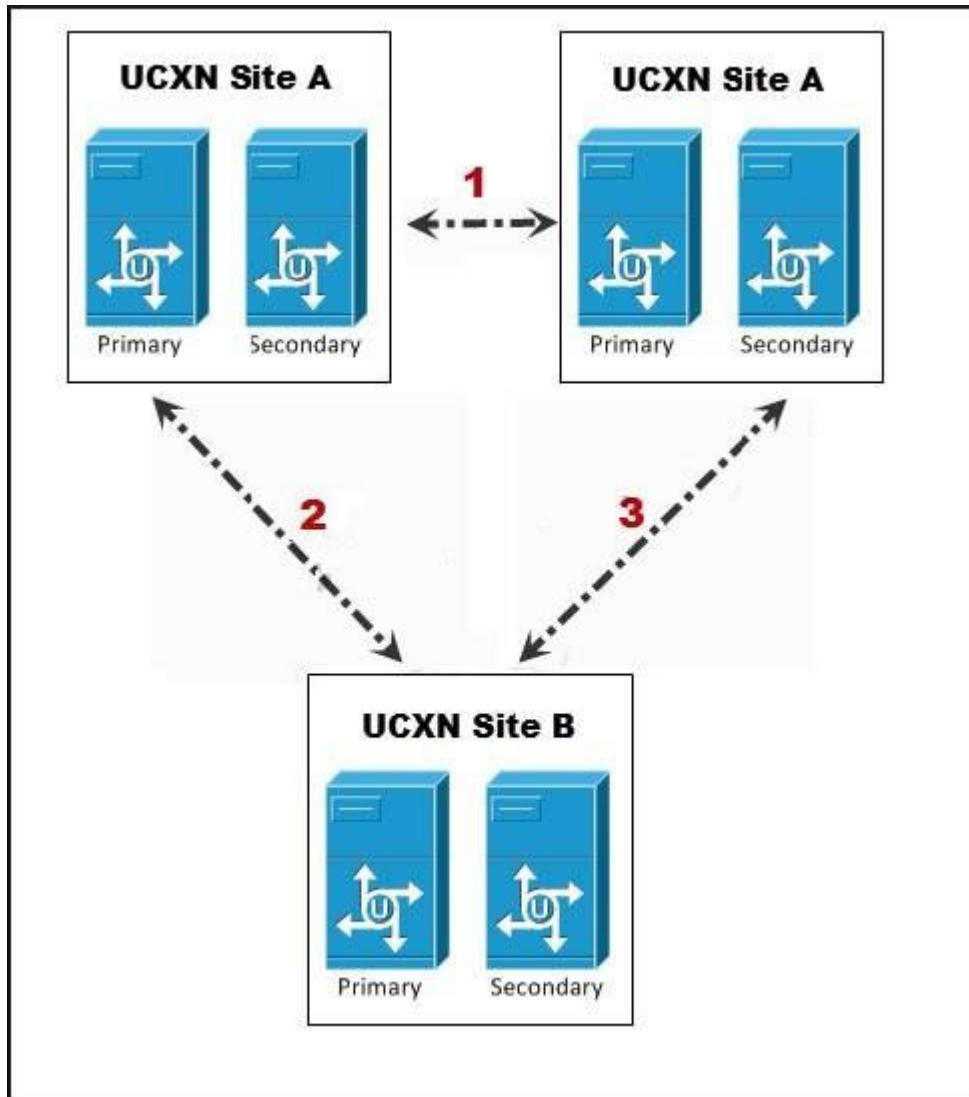 UCXN Site A
UCXN Site A
Primary
Secondary
1
Primary
Secondary
2
3
UCXN Site B
Primary
Secondary
U
U
U
U
U
U